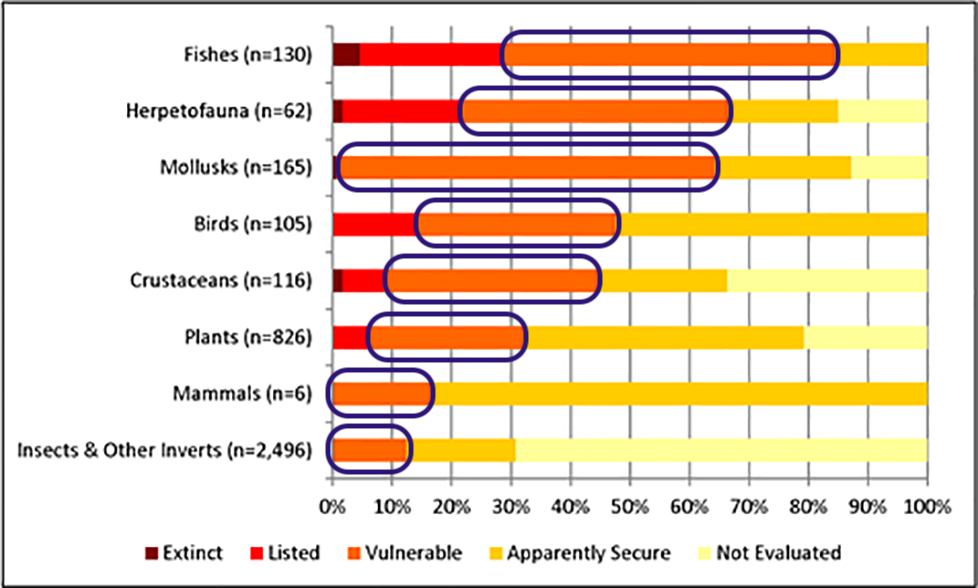 Fishes (n=130)
Herpetofauna (n=62)
Mollusks (n=165)
Birds (n=105)
Crustaceans (n=116)
Plants (n=826)
Mammals (n=6)
Insects & Other Inverts (n=2,496)
0% 10% 20% 30% 40% 50% 60% 70% 80% 90% 100%
Extinct Listed Vulnerable Apparently Secure Not Evaluated